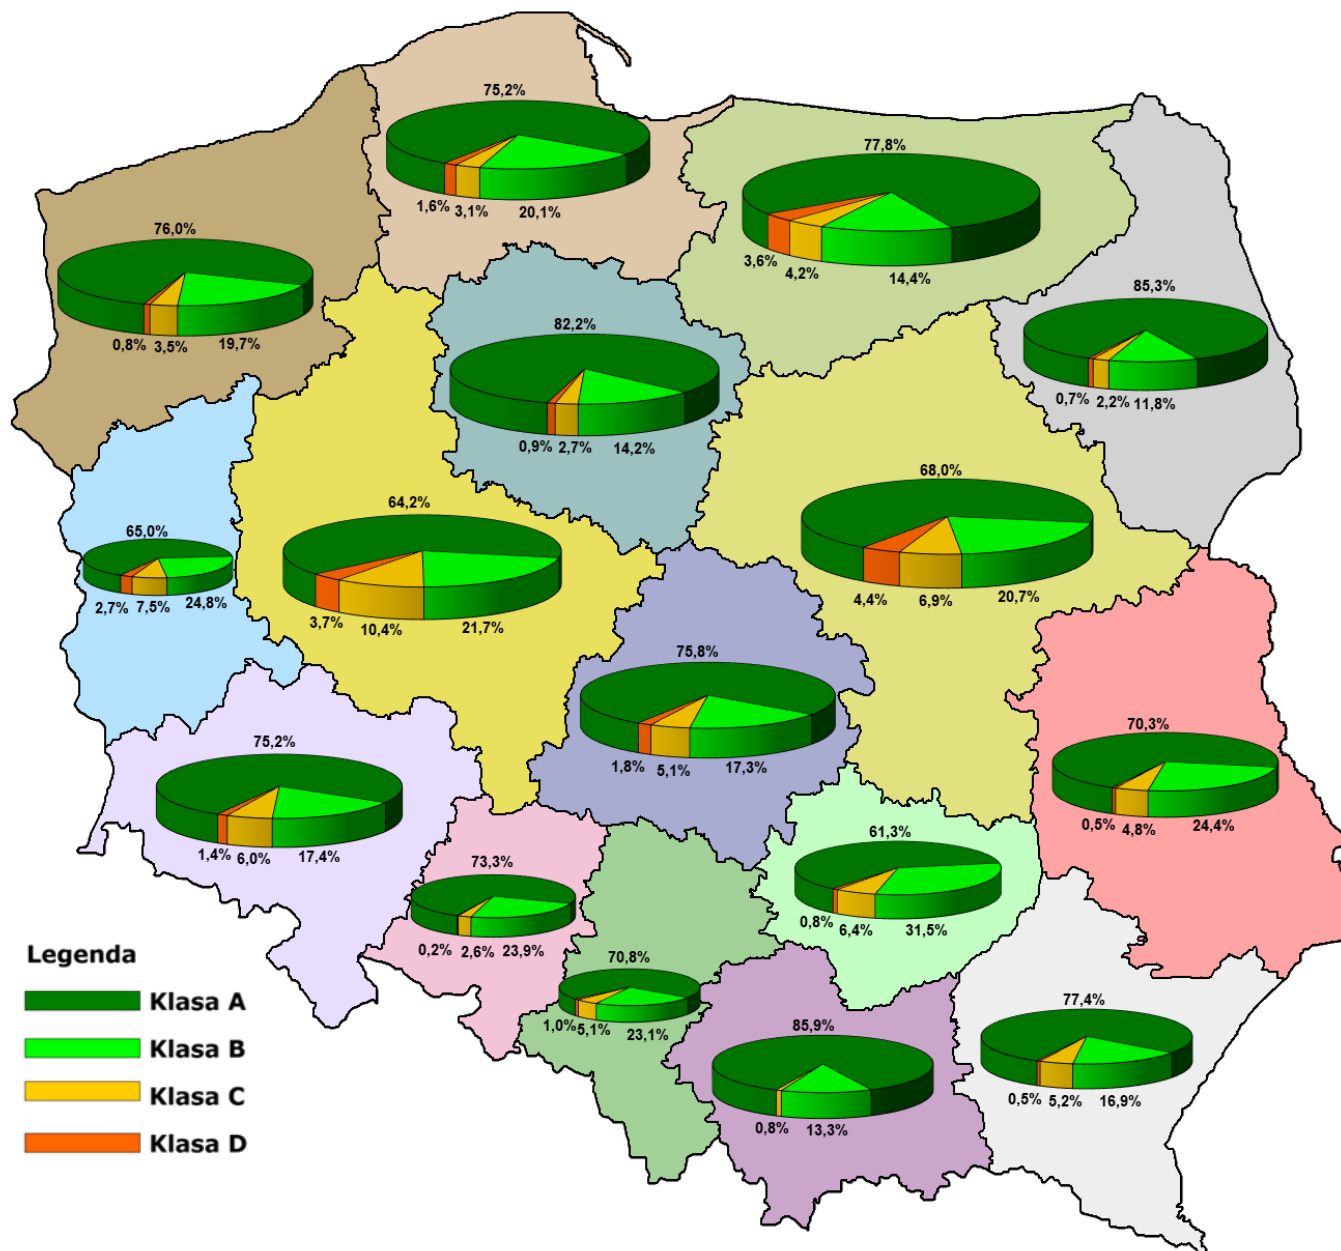 75,2%
1,6% 3,1% 20,1%
77,8%
3,6% 4,2% 14,4%
76,0%
0,8% 3,5% 19,7%
85,3%
0,7% 2,2% 11,8%
82,2%
0,9% 2,7% 14,2%
68,0%
4,4% 6,9% 20,7%
64,2%
3,7% 10,4% 21,7%
65,0%
2,7% 7,5% 24,8%
75,8%
1,8% 5,1% 17,3%
70,3%
0,5% 4,8% 24,4%
75,2%
1,4% 6,0% 17,4%
61,3%
0,8% 6,4% 31,5%
73,3%
0,2% 2,6% 23,9%
70,8%
1,0% 5,1% 23,1%
77,4%
0,5% 5,2% 16,9%
85,9%
0,8% 13,3%
Legenda
Klasa A
Klasa B
Klasa C
Klasa D